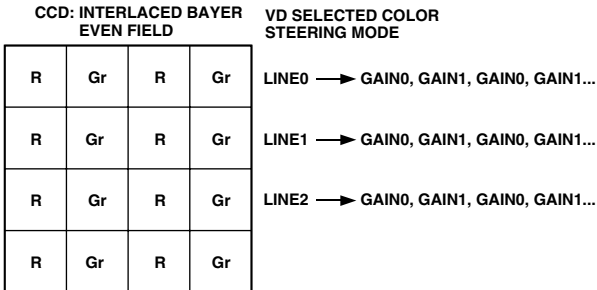 CCD: INTERLACED BAYER
EVEN FIELD
VD SELECTED COLOR
STEERING MODE
R Gr R Gr
LINE0 GAIN0, GAIN1, GAIN0, GAIN1...
R Gr R Gr
LINE1 GAIN0, GAIN1, GAIN0, GAIN1...
R Gr R Gr
LINE2 GAIN0, GAIN1, GAIN0, GAIN1...
R Gr R Gr